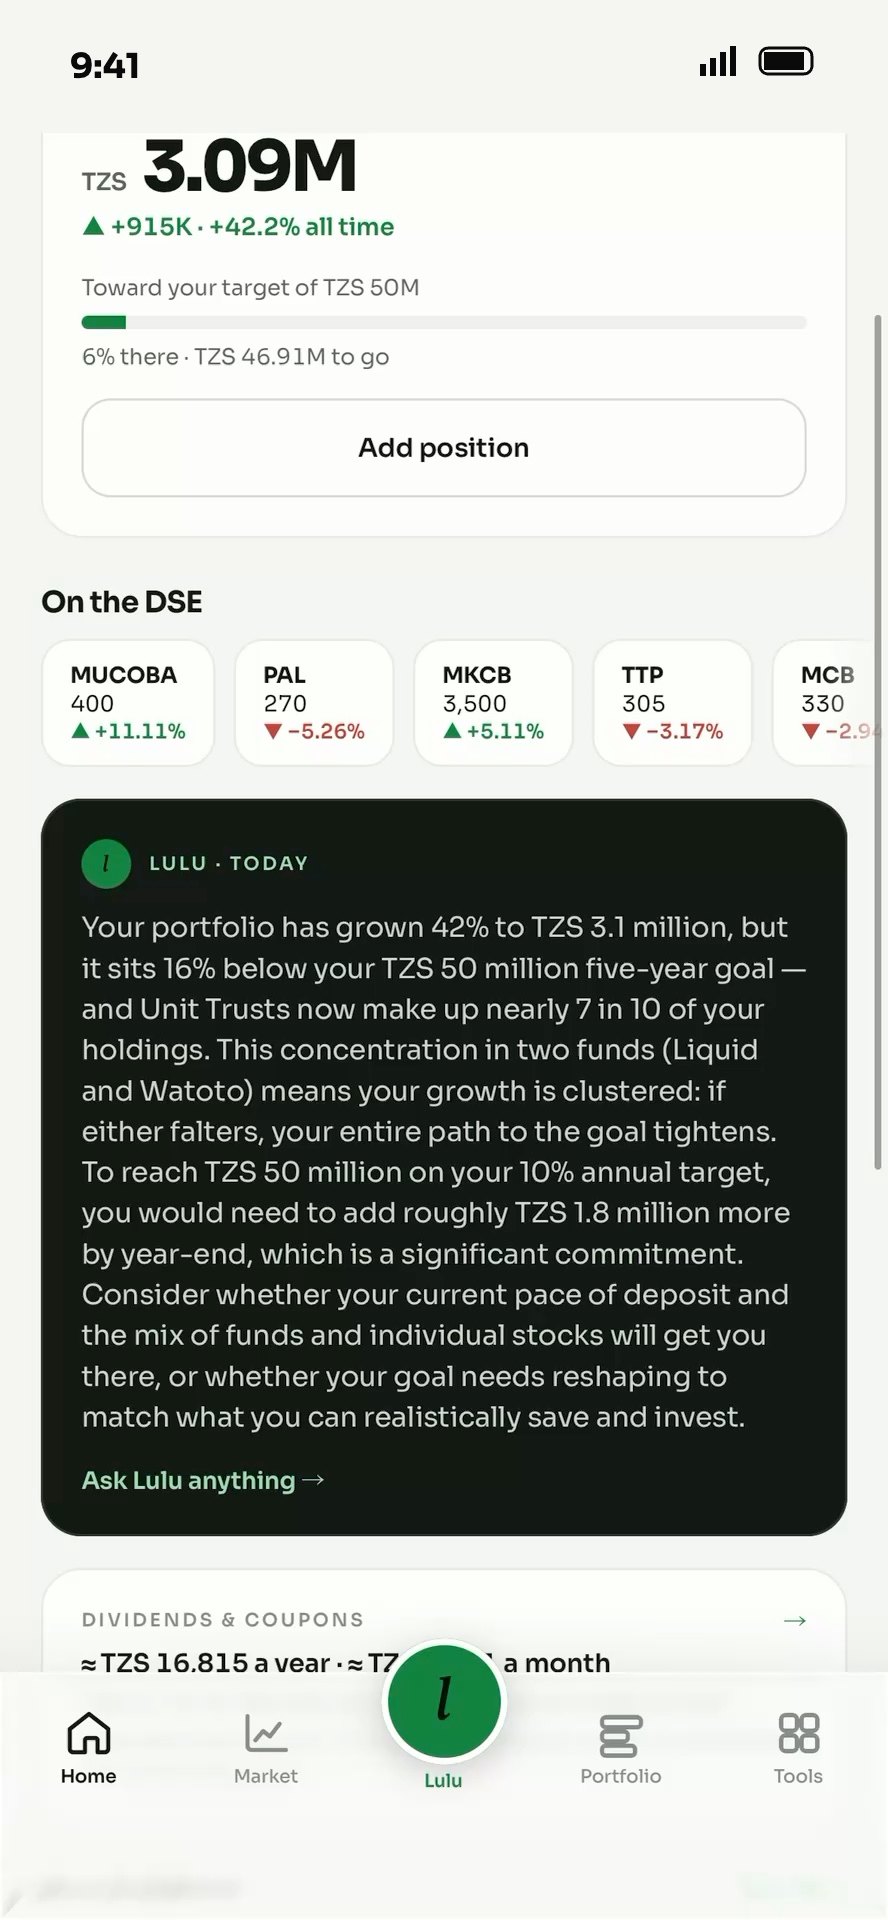 9:41
TZS 3.09M
▲ +915K · +42.2% all time
Toward your target of TZS 50M
6% there · TZS 46.91M to go
Add position
On the DSE
MUCOBA
400
▲ +11.11%
PAL
270
▼ −5.26%
MKCB
3,500
▲ +5.11%
TTP
305
▼ −3.17%
MCB
330
▼ −2.94
l LULU · TODAY
Your portfolio has grown 42% to TZS 3.1 million, but
it sits 16% below your TZS 50 million five-year goal —
and Unit Trusts now make up nearly 7 in 10 of your
holdings. This concentration in two funds (Liquid
and Watoto) means your growth is clustered: if
either falters, your entire path to the goal tightens.
To reach TZS 50 million on your 10% annual target,
you would need to add roughly TZS 1.8 million more
by year-end, which is a significant commitment.
Consider whether your current pace of deposit and
the mix of funds and individual stocks will get you
there, or whether your goal needs reshaping to
match what you can realistically save and invest.
Ask Lulu anything →
DIVIDENDS & COUPONS →
≈ TZS 16,815 a year · ≈ a month
l
Home
Market
Lulu
Portfolio
Tools